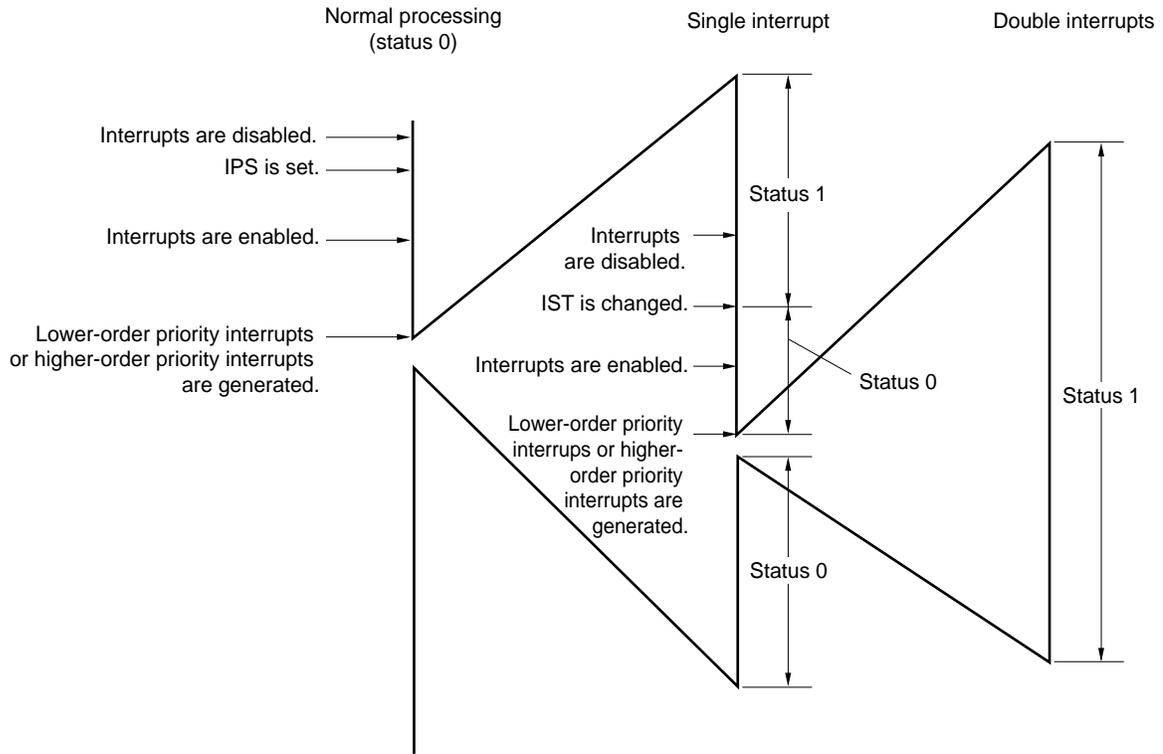 Normal processing
(status 0)
Single interrupt
Double interrupts
Interrupts are disabled.
IPS is set.
Interrupts are enabled.
Lower-order priority interrupts
or higher-order priority interrupts
are generated.
Status 1
Interrupts
are disabled.
IST is changed.
Interrupts are enabled.
Status 0
Lower-order priority
interrups or higher-
order priority
interrupts are
generated.
Status 0
Status 1